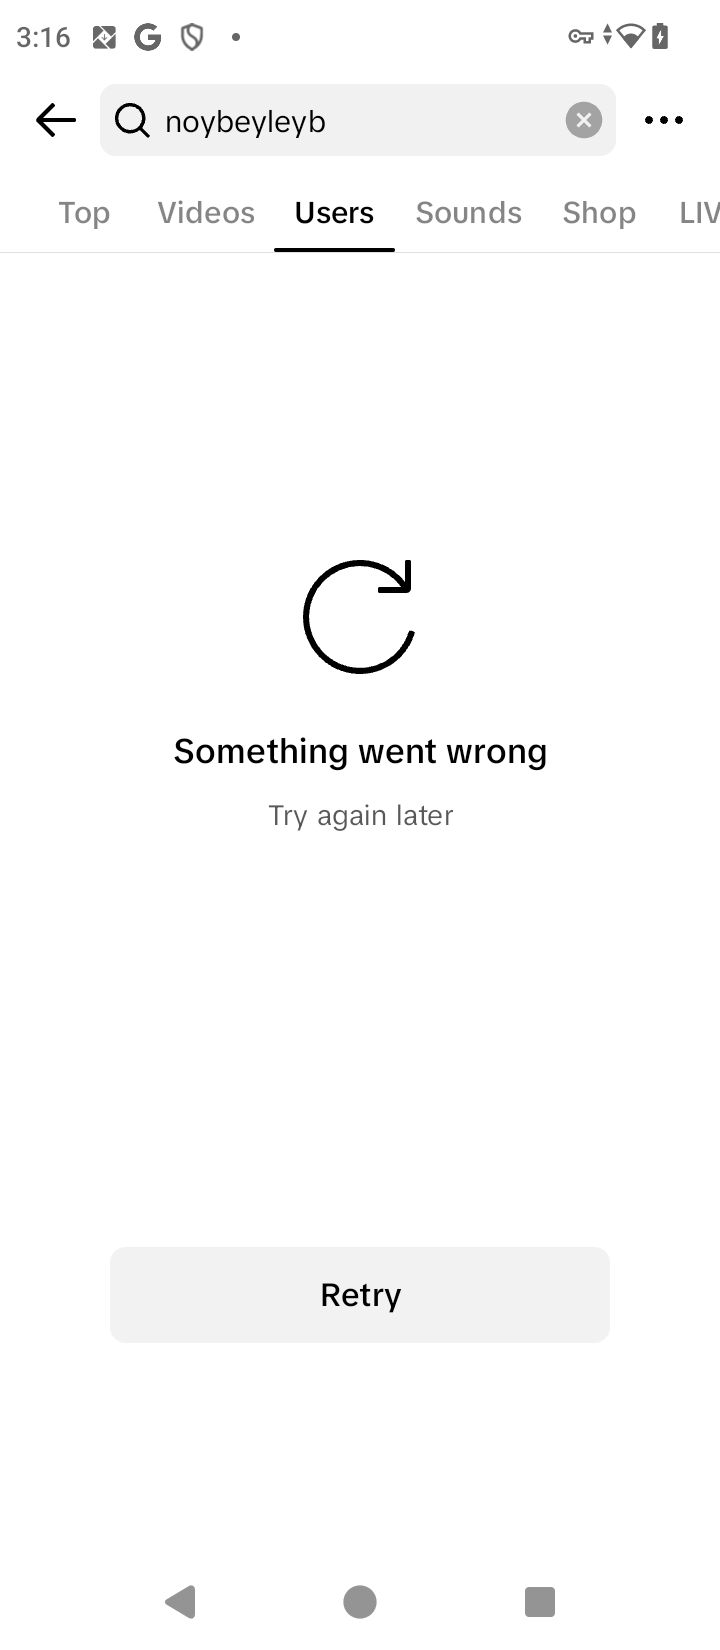 3:16
noybeyleyb
Top Videos Users Sounds Shop LIV
Something went wrong
Try again later
Retry